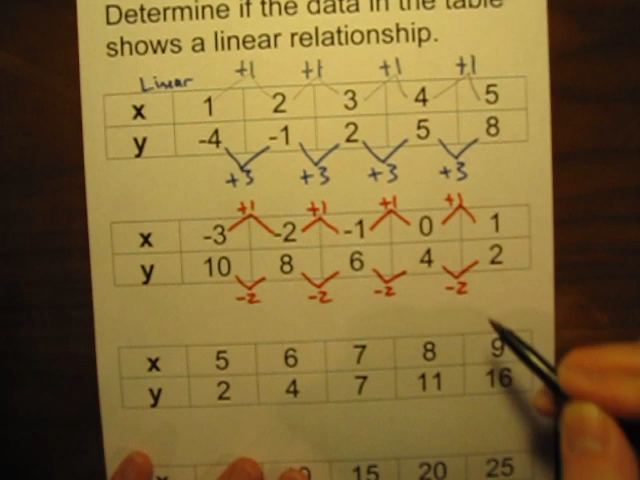 Determine if the data in the table
shows a linear relationship.
Linear +1 +1 +1 +1
x 1 2 3 4 5
y -4 -1 2 5 8
+3 +3 +3 +3
+1 +1 +1 +1
x -3 -2 -1 0 1
y 10 8 6 4 2
-2 -2 -2 -2
x 5 6 7 8 9
y 2 4 7 11 16
15 20 25